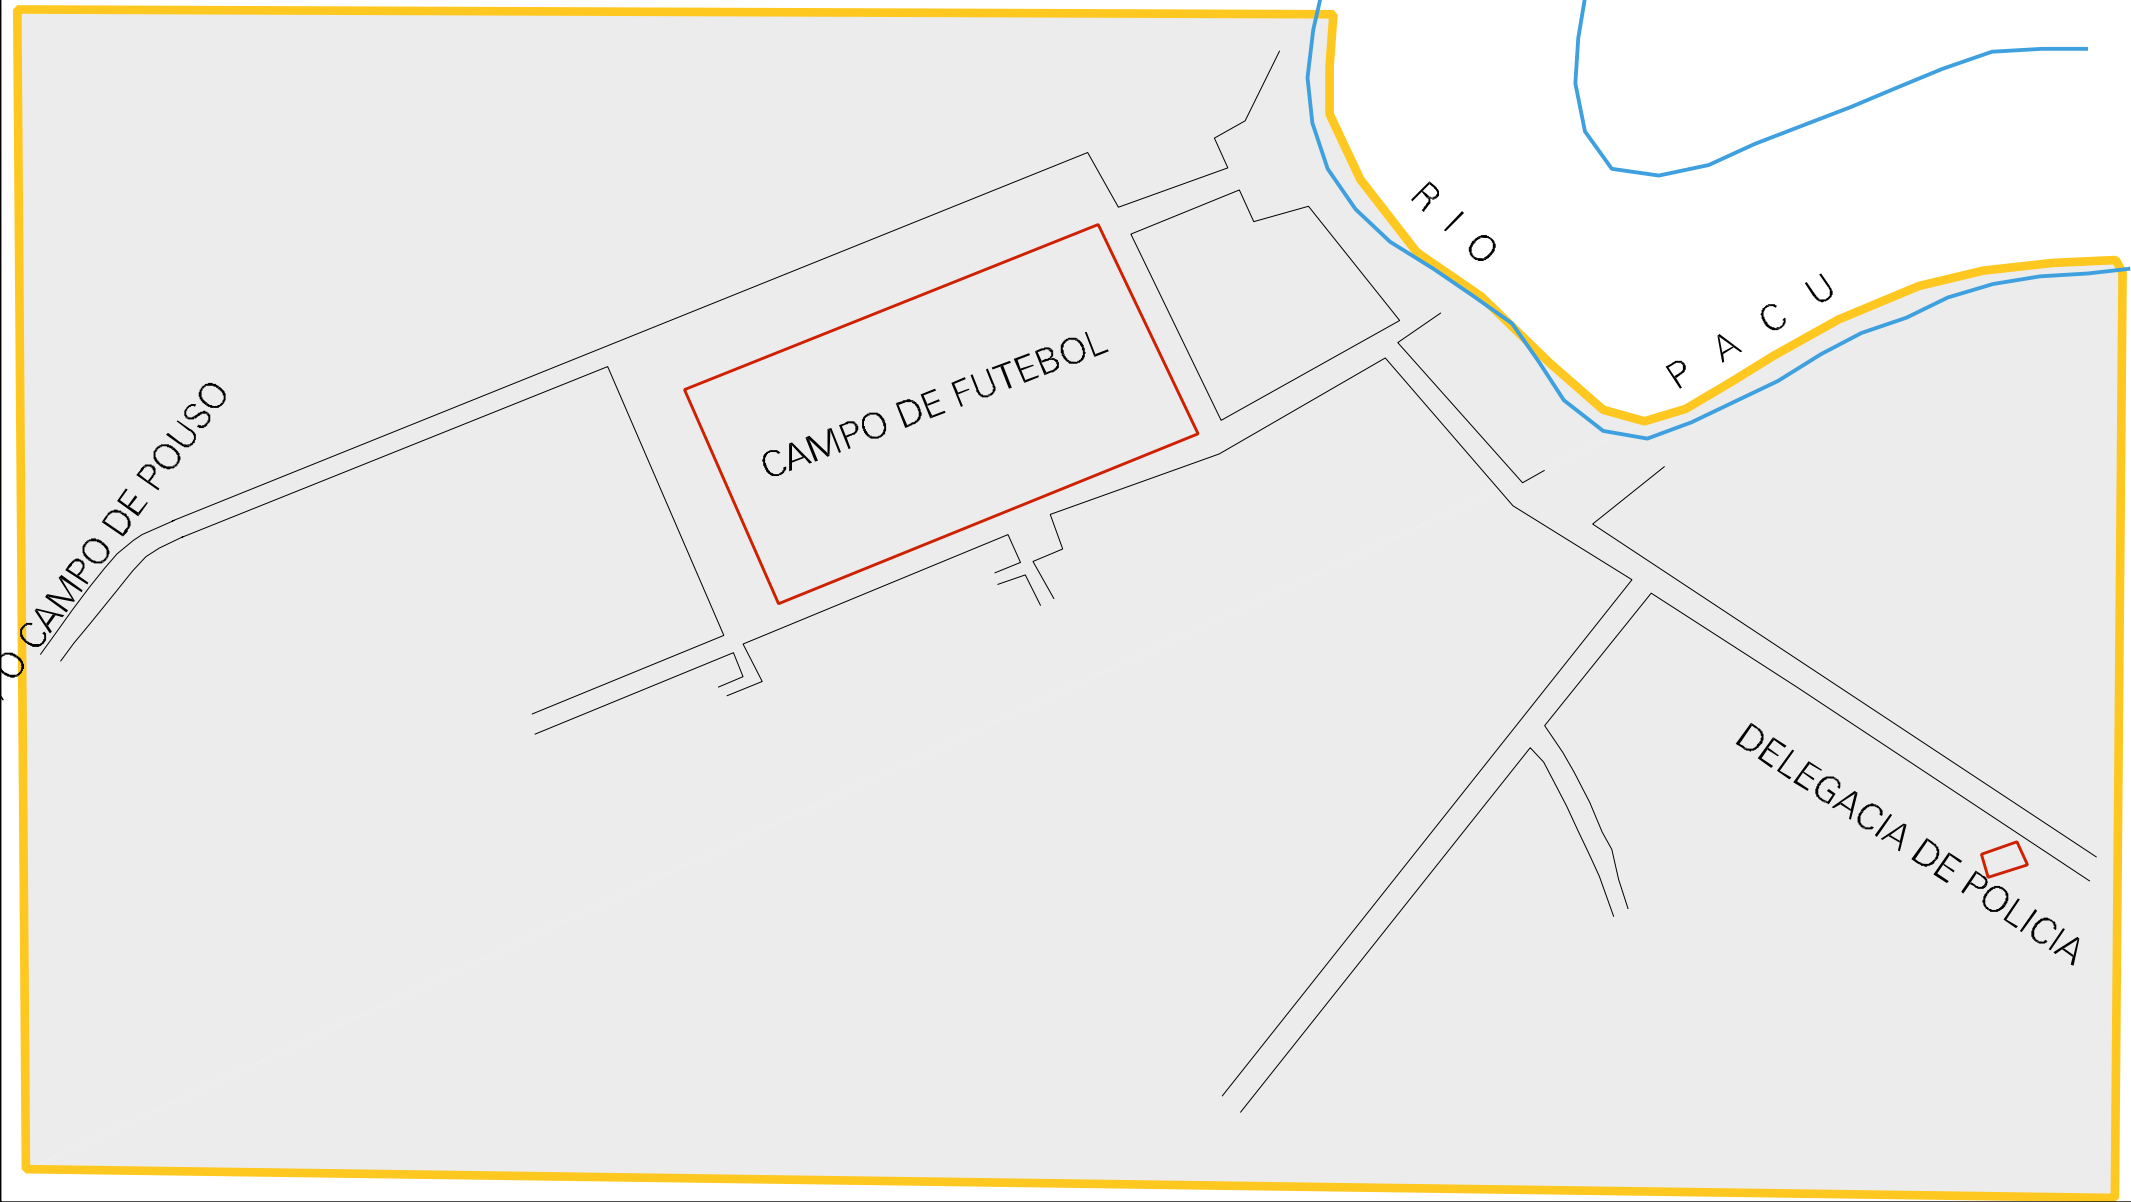 RIO
PACU
CAMPO DE FUTEBOL
CAMPO DE POUSO
DELEGACIA DE POLICIA